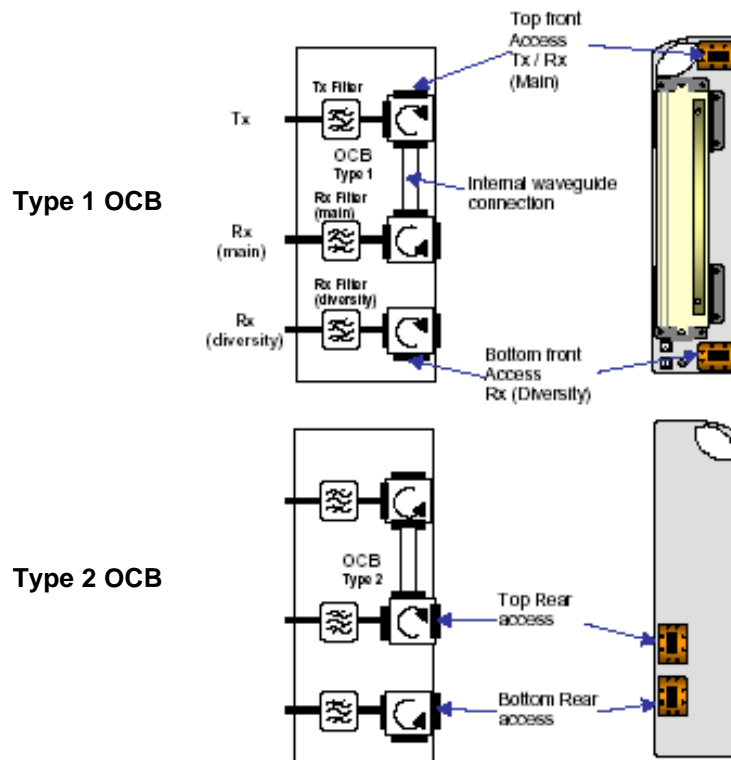 Top front
Access
Tx / Rx
(Main)
Tx Filter
Tx
OCB
Type 1
Type 1 OCB
Internal waveguide
connection
Rx Filter
(main)
Rx
(main)
Rx Filter
(diversity)
Rx
(diversity)
Bottom front
Access
Rx (Diversity)
OCB
Type 2
Type 2 OCB
Top Rear
access
Bottom Rear
access